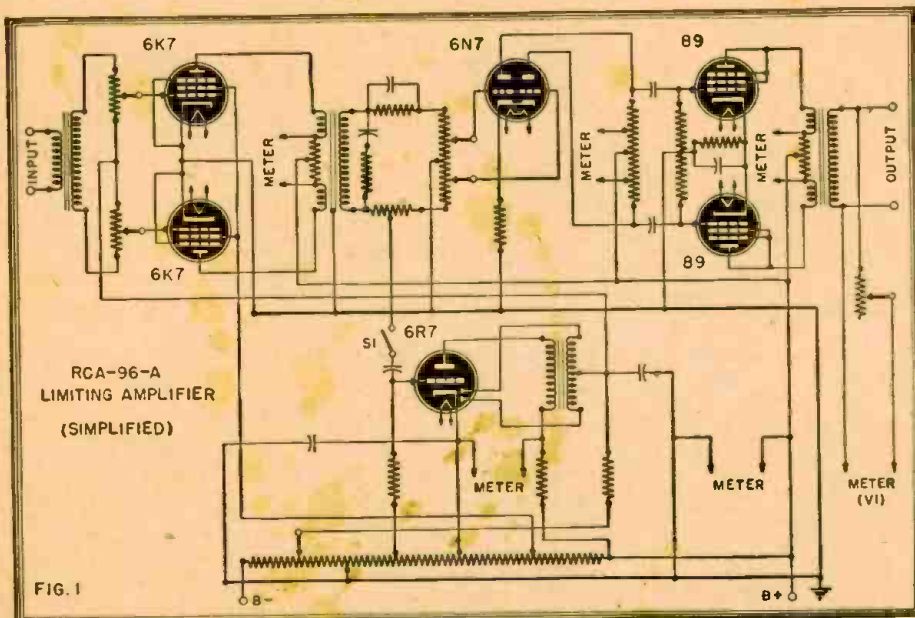 6K7
6N7
89
INPUT
METER
METER
METER
OUTPUT
6K7
89
S1
6R7
RCA-96-A
LIMITING AMPLIFIER
(SIMPLIFIED)
METER
METER
METER
(VI)
FIG. 1
B-
B+